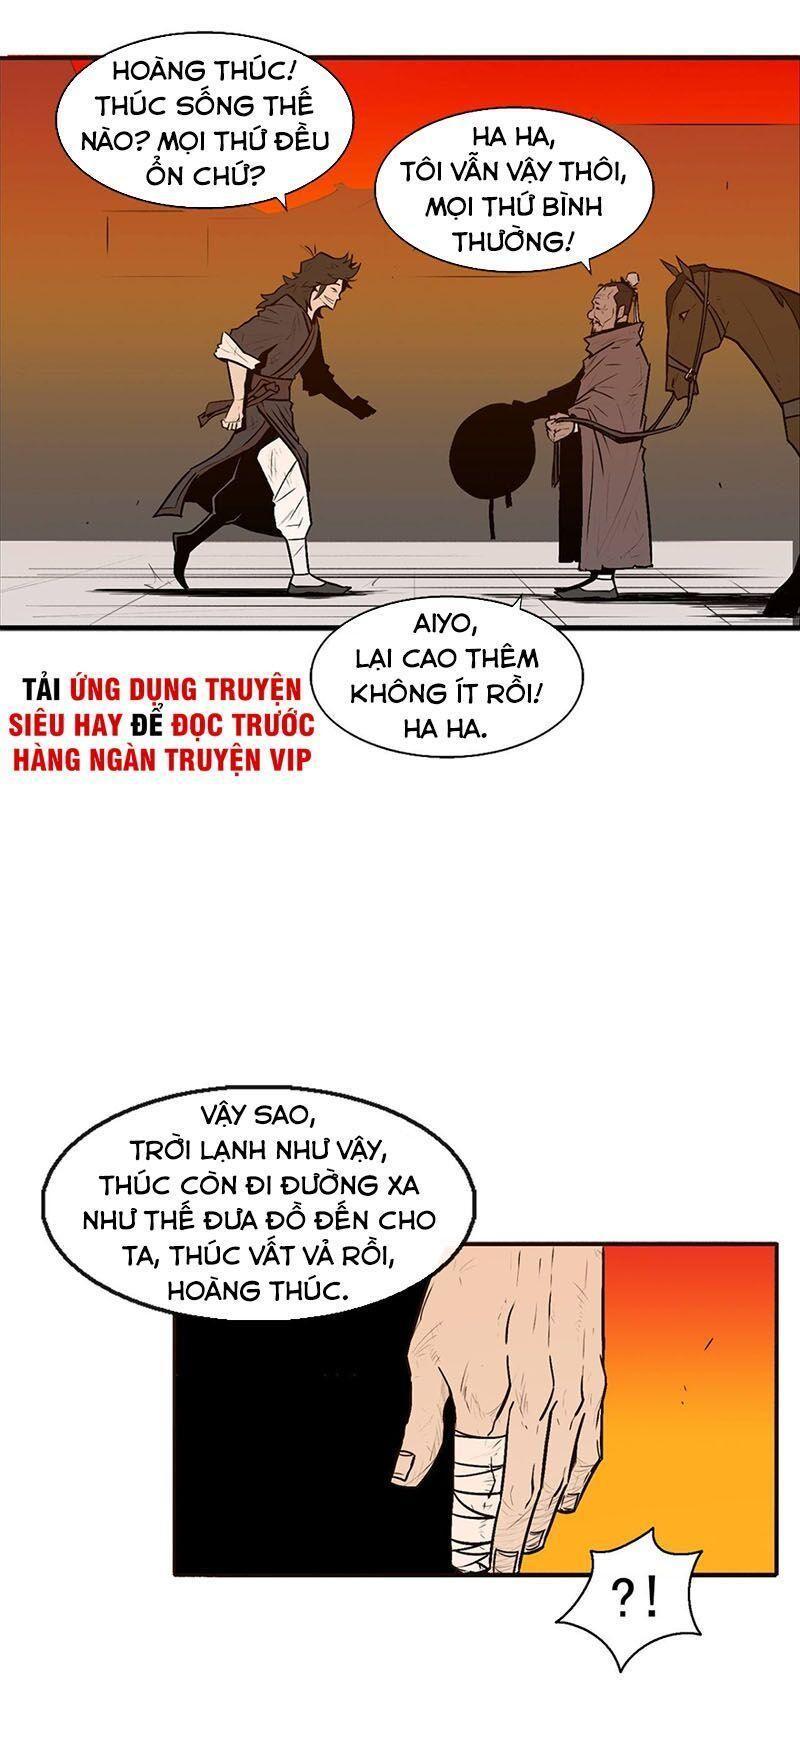 HOÀNG THÚC!
THÚC SỐNG THẾ
NÀO? MỌI THỨ ĐỀU
ỔN CHỨ?
HA HA,
TÔI VẪN VẬY THÔI,
MỌI THỨ BÌNH
THƯỜNG!
AIYO,
LẠI CAO THÊM
KHÔNG ÍT RỒI!
HA HA.
TẢI ỨNG DỤNG TRUYỆN
SIÊU HAY ĐỂ ĐỌC TRƯỚC
HÀNG NGÀN TRUYỆN VIP
VẬY SAO,
TRỜI LẠNH NHƯ VẬY,
THÚC CÒN ĐI ĐƯỜNG XA
NHƯ THẾ ĐƯA ĐỒ ĐẾN CHO
TA, THÚC VẤT VẢ RỒI,
HOÀNG THÚC.
?!